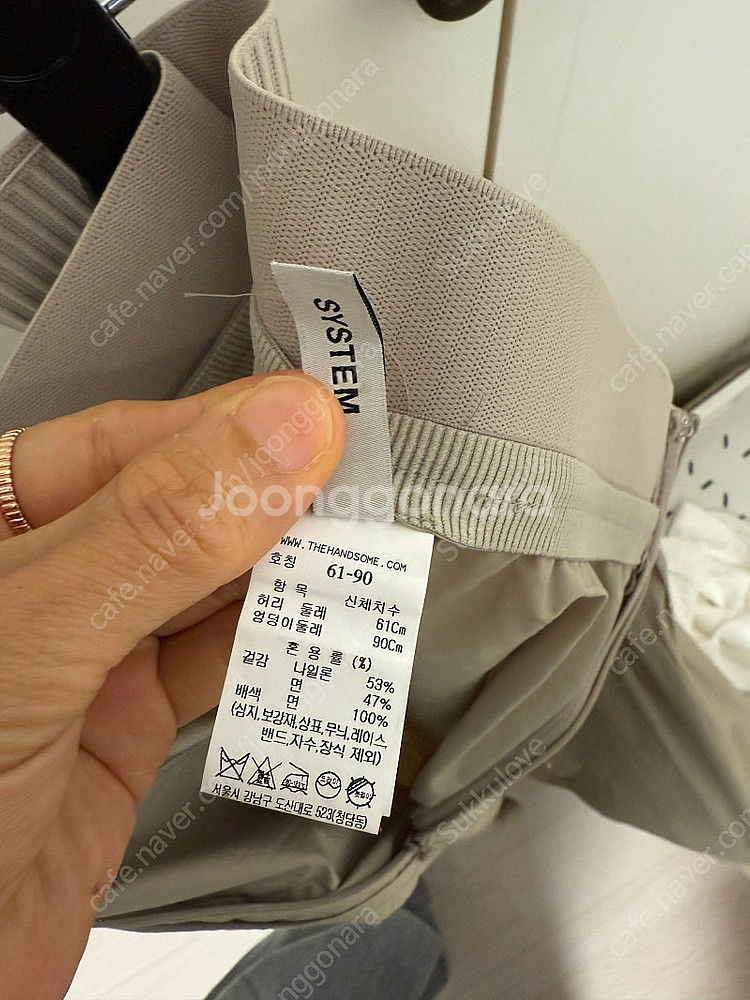 SYSTEM
WWW.THEHANDSOME.COM
호칭 61-90
항 목 신체치수
허리 둘레 61Cm
엉덩이둘레 90Cm
혼 용 률 (%)
겉감 나일론 53%
면 47%
배색 면 100%
(심지,보강재,상표,무늬,레이스,
밴드,자수,장식 제외)
서울시 강남구 도산대로 523(청담동)
Joonggonara
cafe.naver.com/joonggonara
Sukkulove